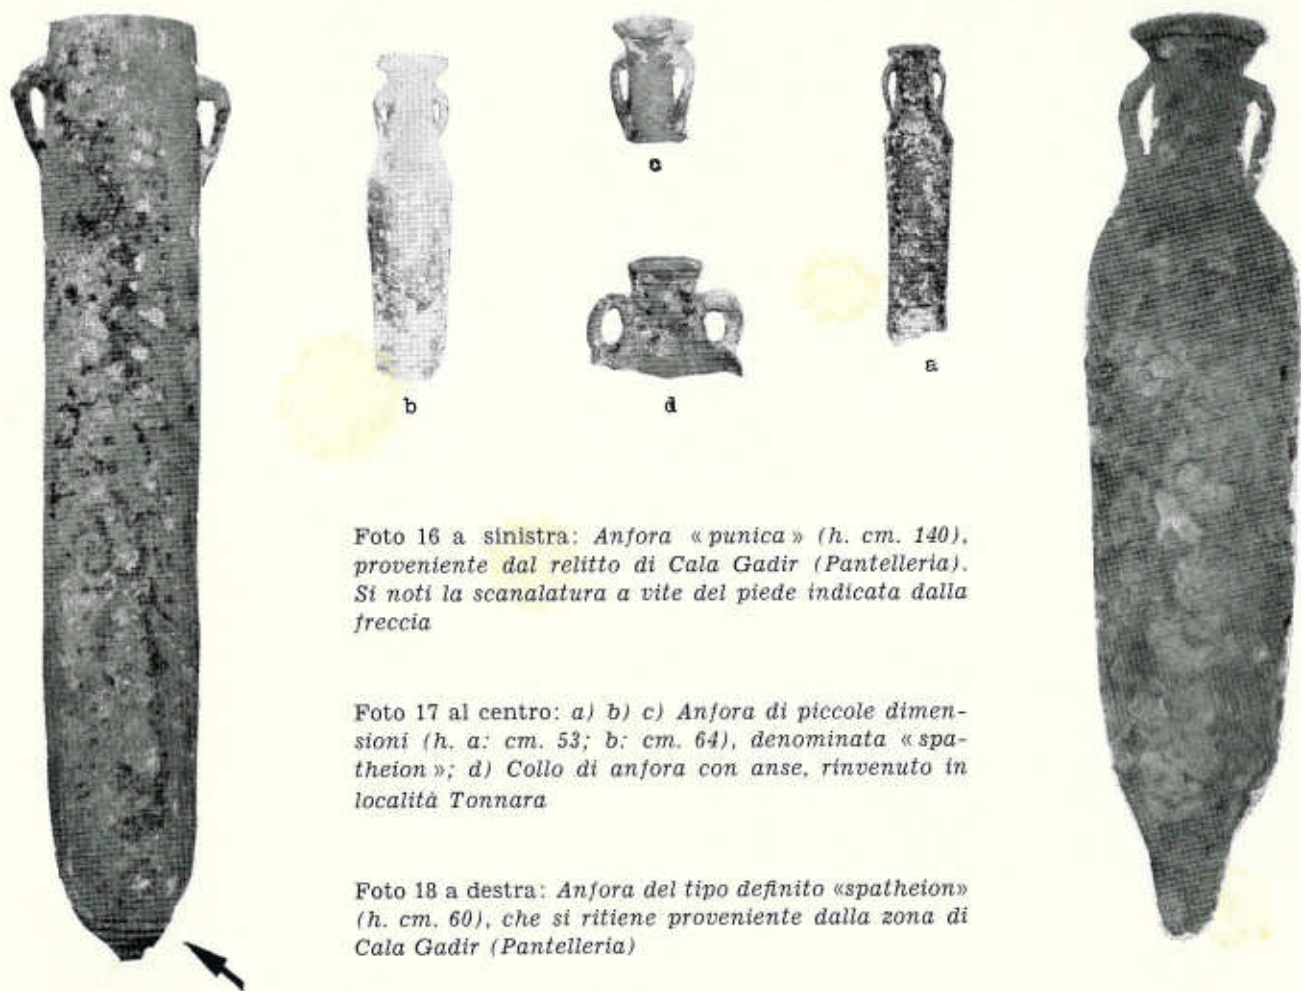 c
b
d
a
Foto 16 a sinistra: Anfora « punica » (h. cm. 140),
proveniente dal relitto di Cala Gadir (Pantelleria).
Si noti la scanalatura a vite del piede indicata dalla
freccia
Foto 17 al centro: a) b) c) Anfora di piccole dimen-
sioni (h. a: cm. 53; b: cm. 64), denominata « spa-
theion »; d) Collo di anfora con anse, rinvenuto in
località Tonnara
Foto 18 a destra: Anfora del tipo definito «spatheion»
(h. cm. 60), che si ritiene proveniente dalla zona di
Cala Gadir (Pantelleria)